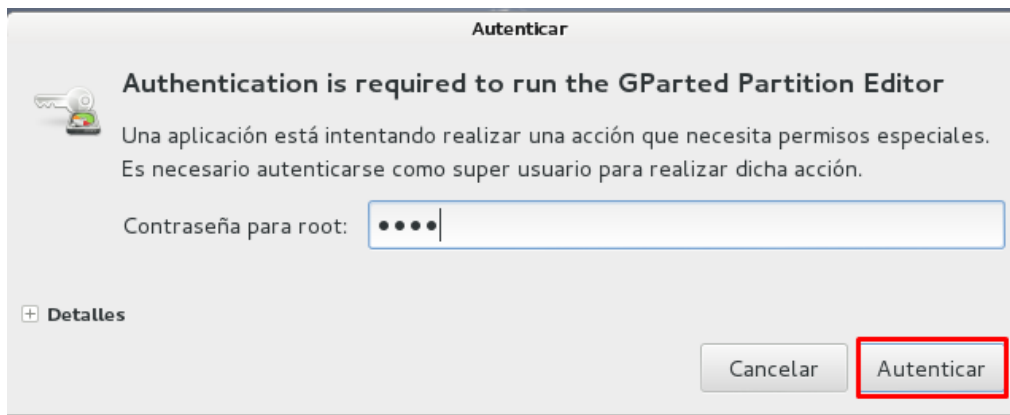 Autenticar
Authentication is required to run the GParted Partition Editor
Una aplicación está intentando realizar una acción que necesita permisos especiales.
Es necesario autenticarse como super usuario para realizar dicha acción.
Contraseña para root: ••••
Detalles
Cancelar Autenticar